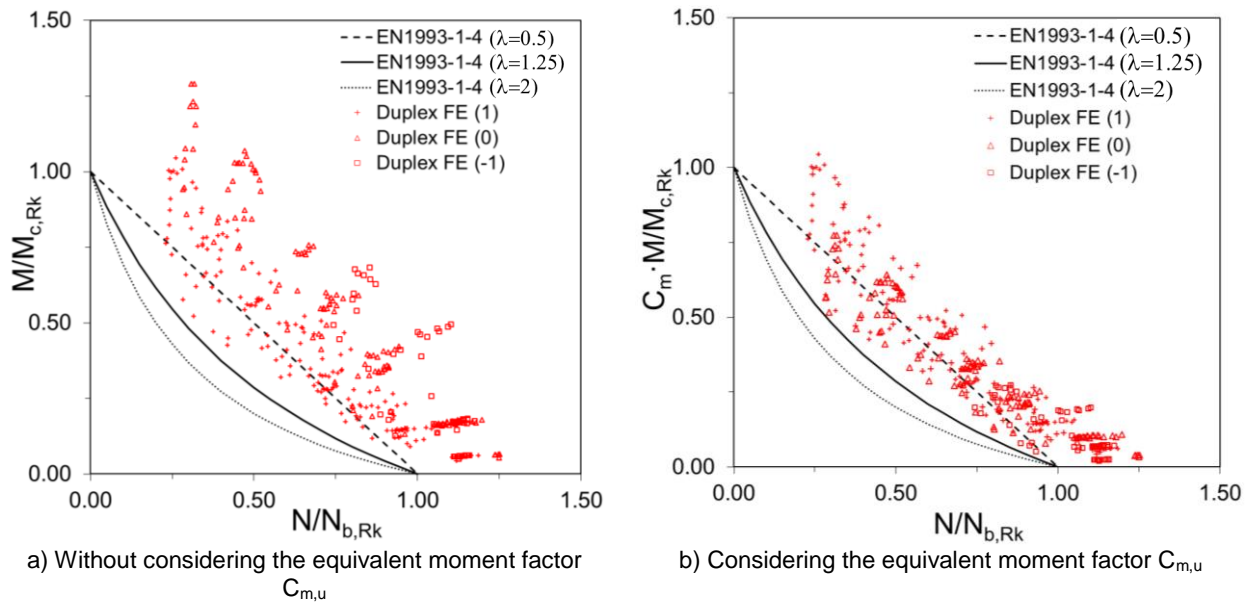 1.50
EN1993-1-4 (λ=0.5)
EN1993-1-4 (λ=1.25)
EN1993-1-4 (λ=2)
Duplex FE (1)
Duplex FE (0)
Duplex FE (-1)
M/Mc,Rk
1.00
0.50
0.00
0.00 0.50 1.00 1.50
N/Nb,Rk
a) Without considering the equivalent moment factor
Cm,u
1.50
EN1993-1-4 (λ=0.5)
EN1993-1-4 (λ=1.25)
EN1993-1-4 (λ=2)
Duplex FE (1)
Duplex FE (0)
Duplex FE (-1)
Cm·M/Mc,Rk
1.00
0.50
0.00
0.00 0.50 1.00 1.50
N/Nb,Rk
b) Considering the equivalent moment factor Cm,u